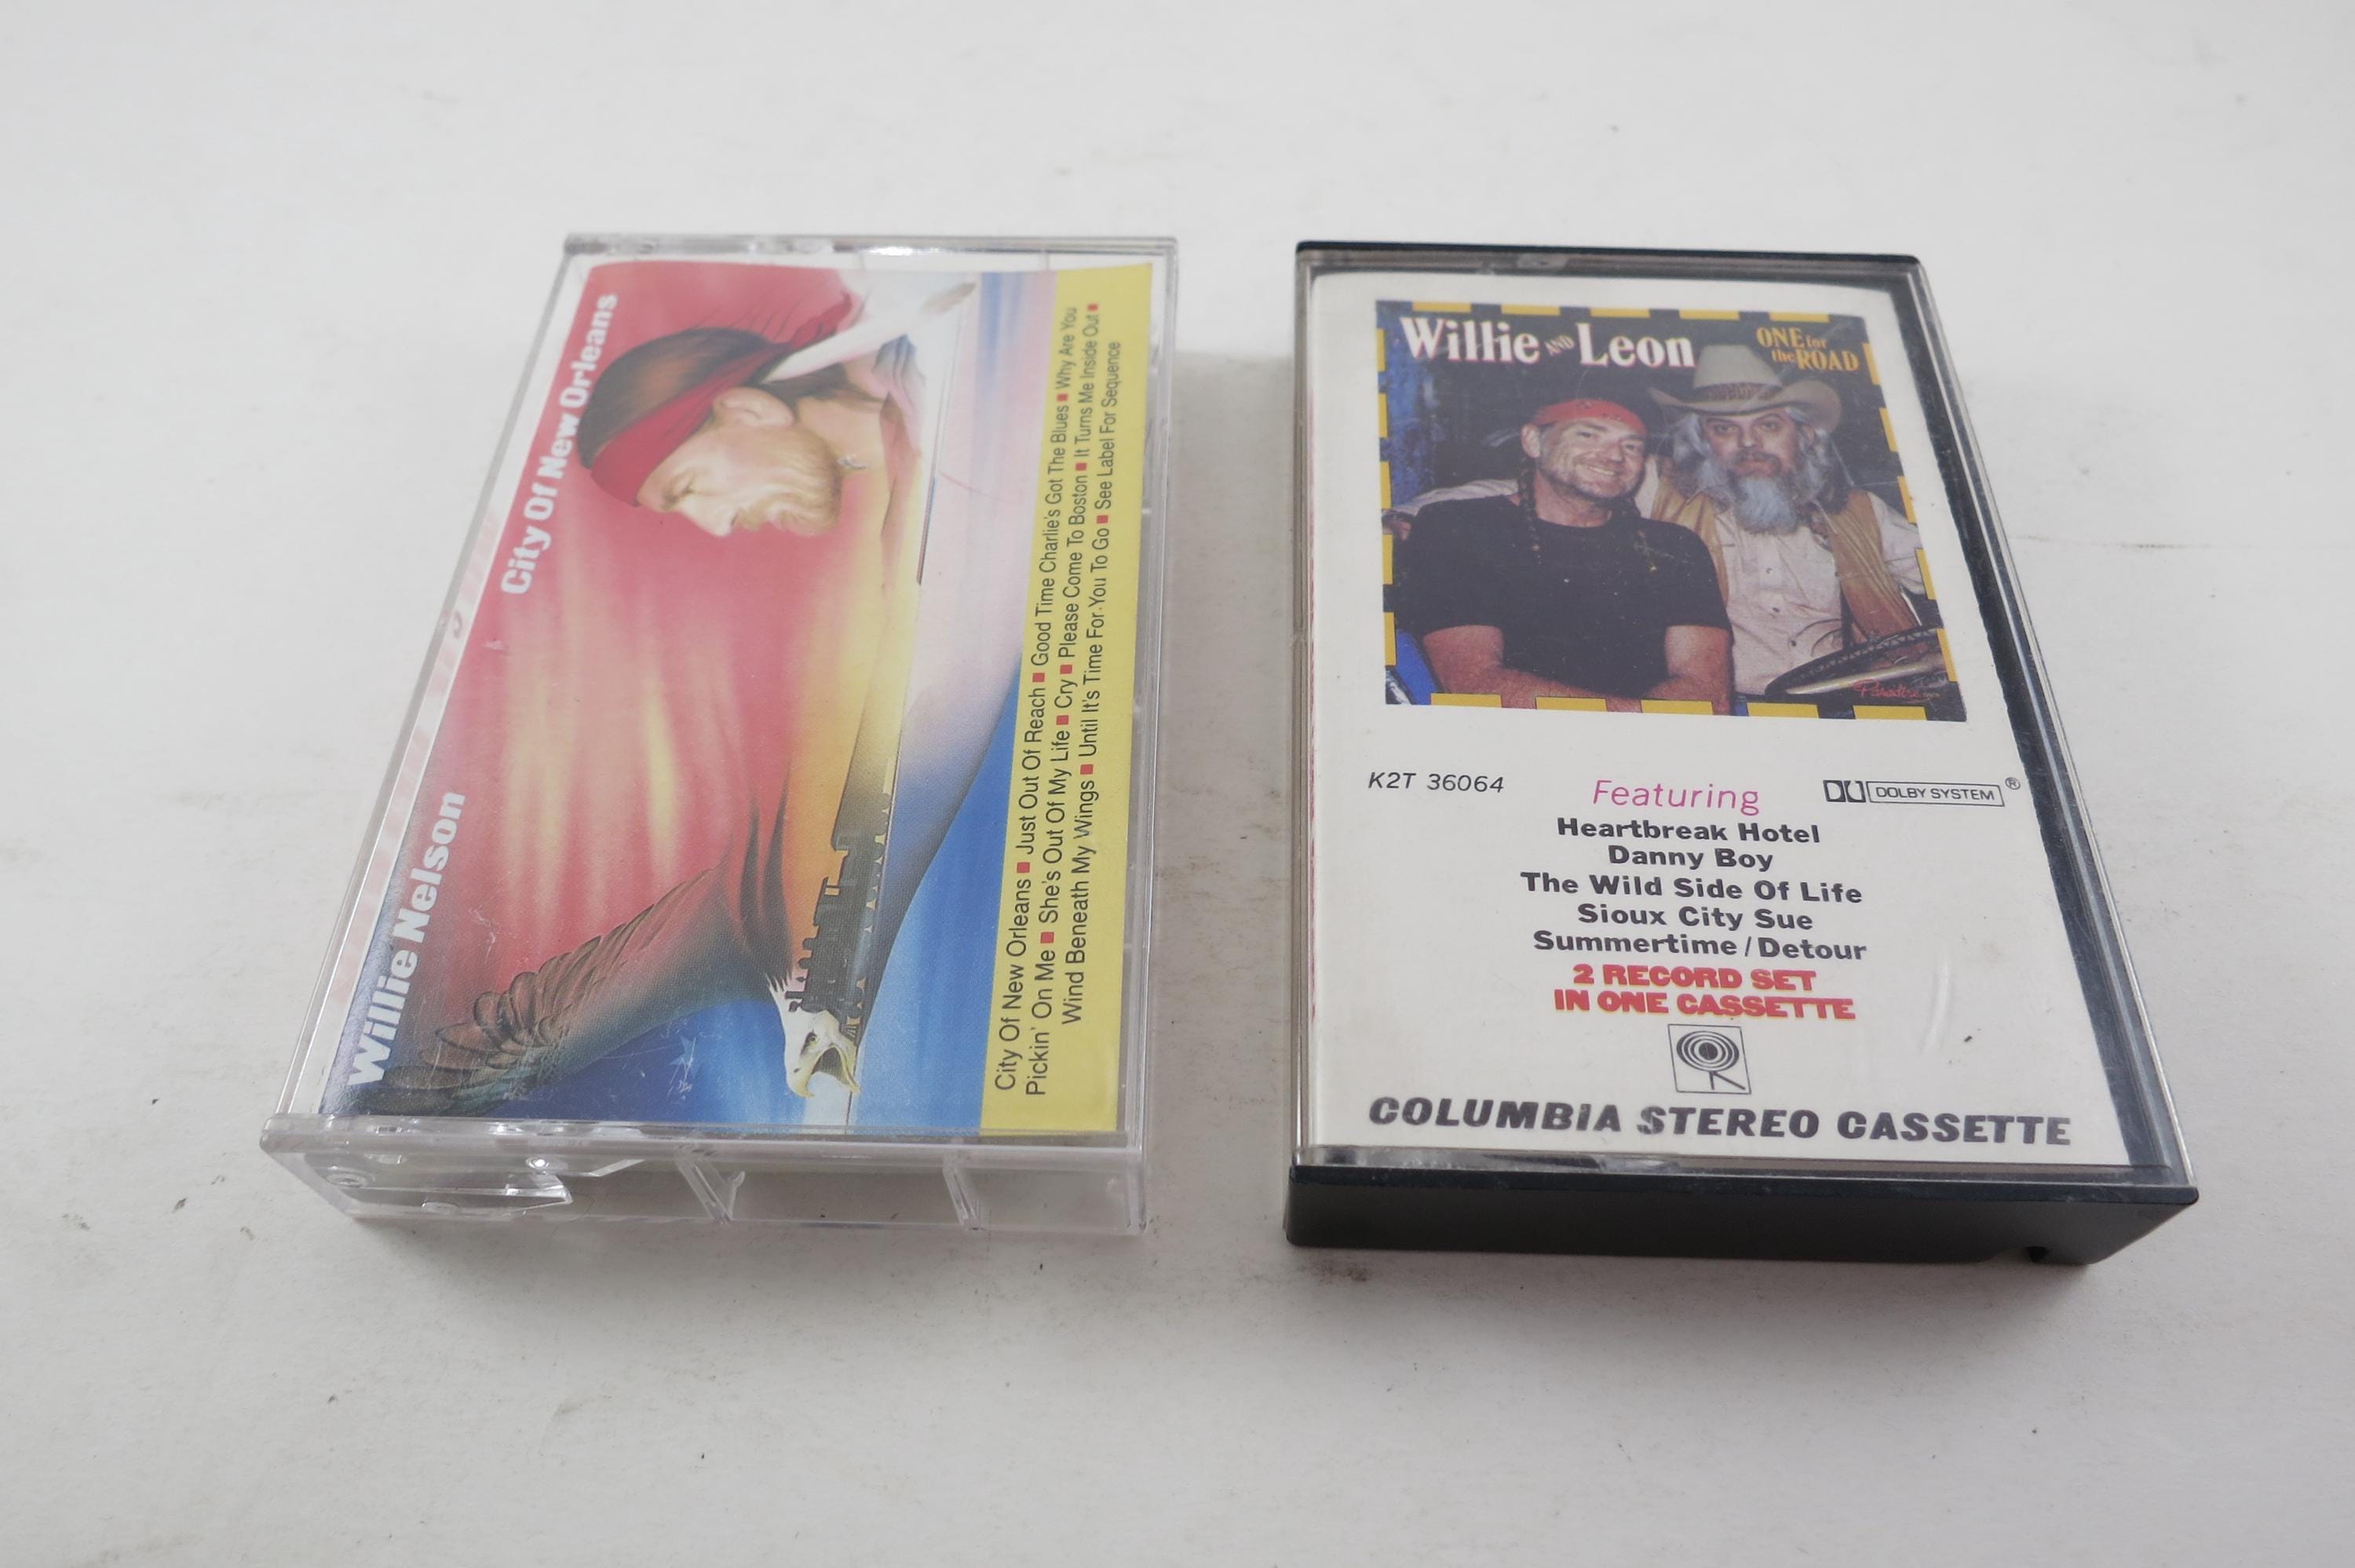 Willie Nelson City Of New Orleans
City Of New Orleans ■ Just Out Of Reach ■ Good Time Charlie's Got The Blues ■ Why Are You
Pickin' On Me ■ She's Out Of My Life ■ Cry ■ Please Come To Boston ■ It Turns Me Inside Out ■
Wind Beneath My Wings ■ Until It's Time For You To Go ■ See Label For Sequence
Willie AND Leon
ONE for
the ROAD
K2T 36064
Featuring
DOLBY SYSTEM®
Heartbreak Hotel
Danny Boy
The Wild Side Of Life
Sioux City Sue
Summertime/Detour
2 RECORD SET
IN ONE CASSETTE
COLUMBIA STEREO CASSETTE